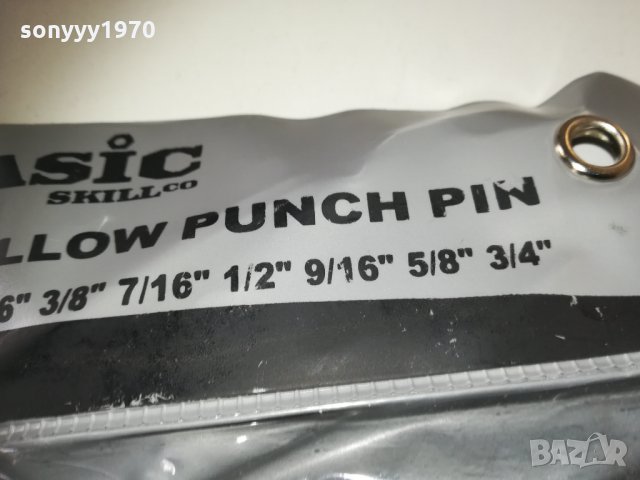 sonyyy1970
ASiC
SKILLCO
LLOW PUNCH PIN
6" 3/8" 7/16" 1/2" 9/16" 5/8" 3/4"
BAZAR